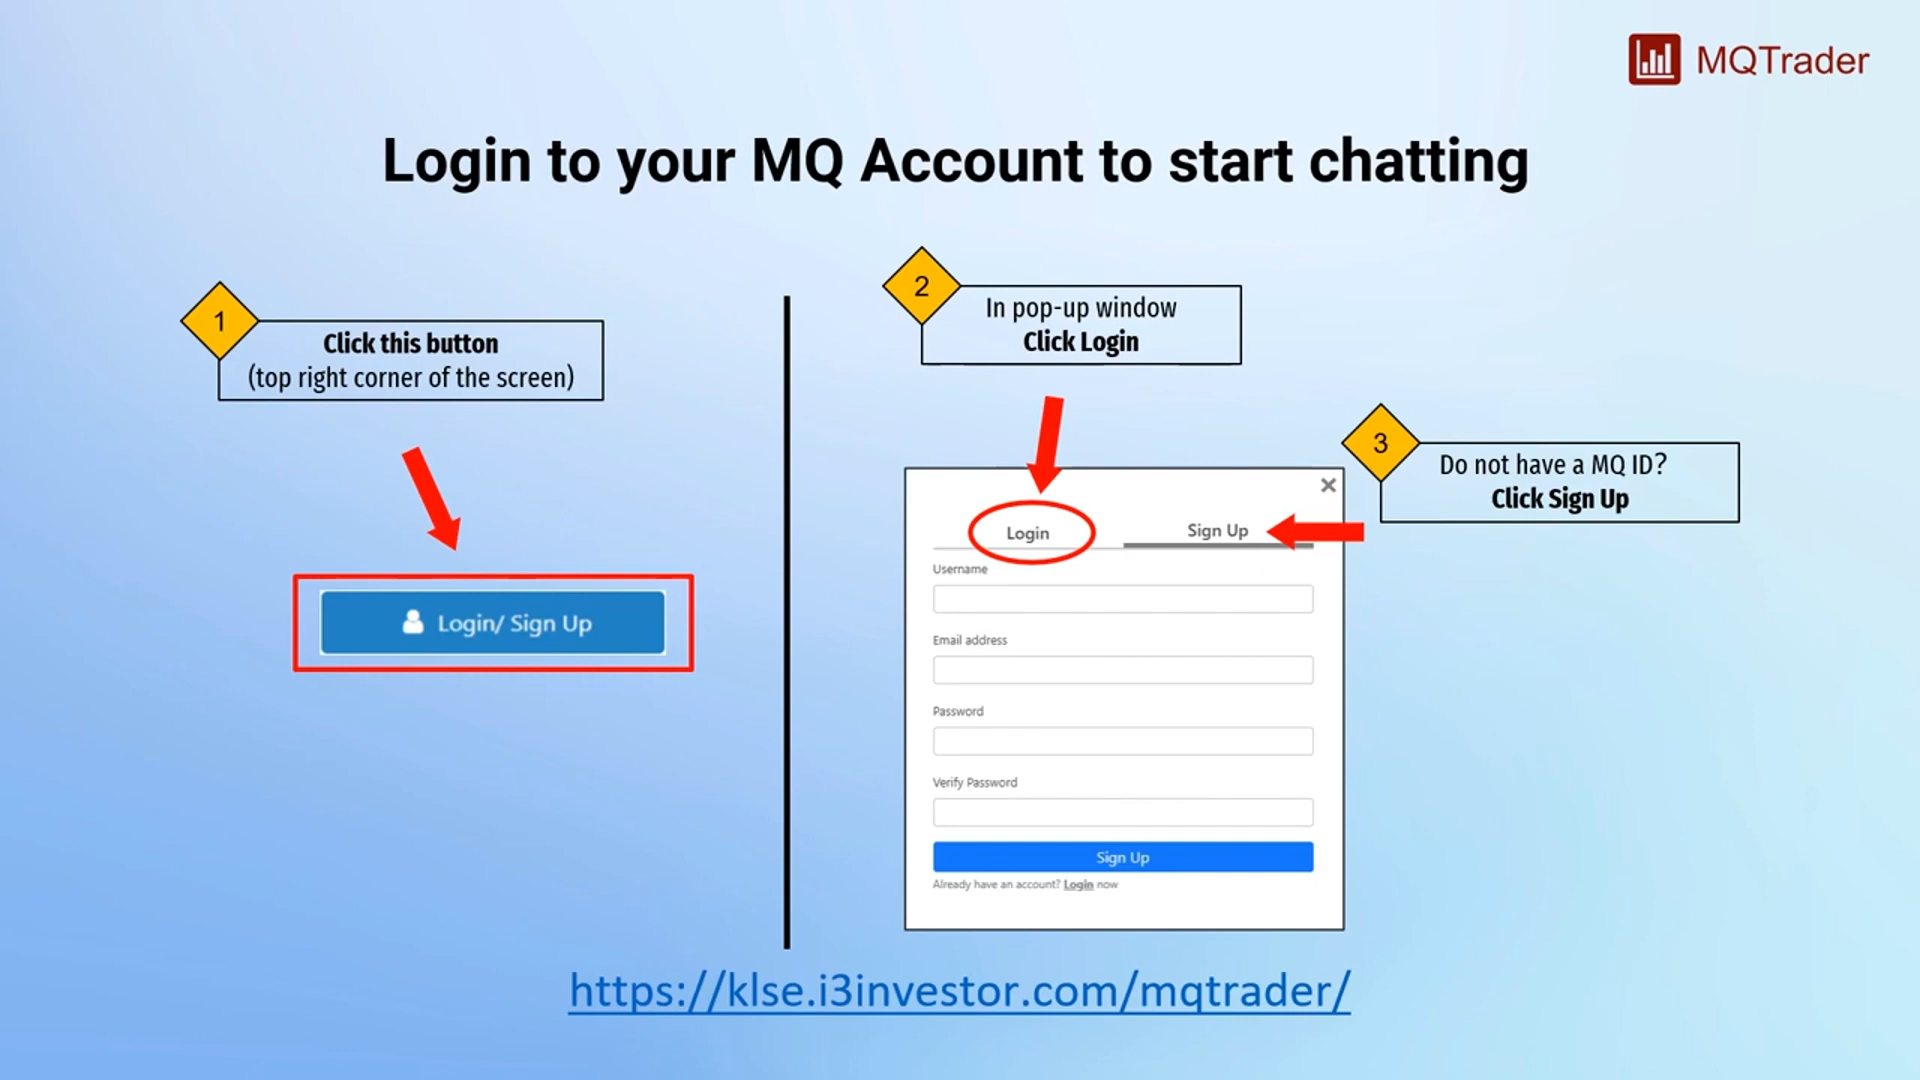 MQTrader
Login to your MQ Account to start chatting
1
Click this button
(top right corner of the screen)
Login/ Sign Up
2
In pop-up window
Click Login
3
Do not have a MQ ID?
Click Sign Up
×
Login
Sign Up
Username
Email address
Password
Verify Password
Sign Up
Already have an account? Login now
https://klse.i3investor.com/mqtrader/